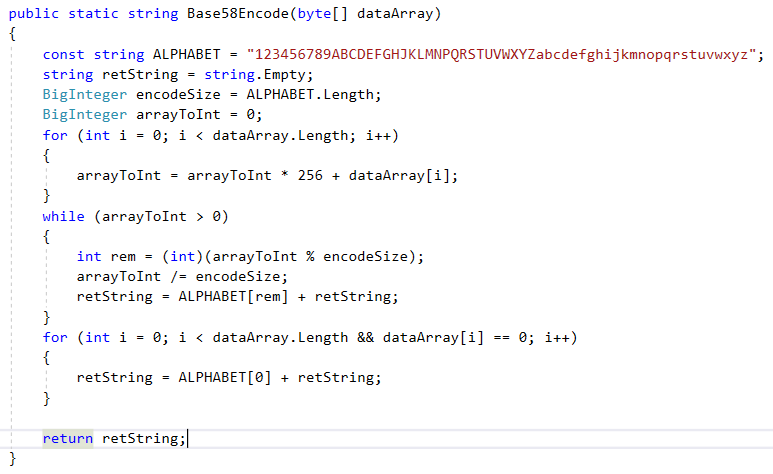 public static string Base58Encode(byte[] dataArray)
{
    const string ALPHABET = "123456789ABCDEFGHJKLMNPQRSTUVWXYZabcdefghijkmnopqrstuvwxyz";
    string retString = string.Empty;
    BigInteger encodeSize = ALPHABET.Length;
    BigInteger arrayToInt = 0;
    for (int i = 0; i < dataArray.Length; i++)
    {
        arrayToInt = arrayToInt * 256 + dataArray[i];
    }
    while (arrayToInt > 0)
    {
        int rem = (int)(arrayToInt % encodeSize);
        arrayToInt /= encodeSize;
        retString = ALPHABET[rem] + retString;
    }
    for (int i = 0; i < dataArray.Length && dataArray[i] == 0; i++)
    {
        retString = ALPHABET[0] + retString;
    }

    return retString;
}